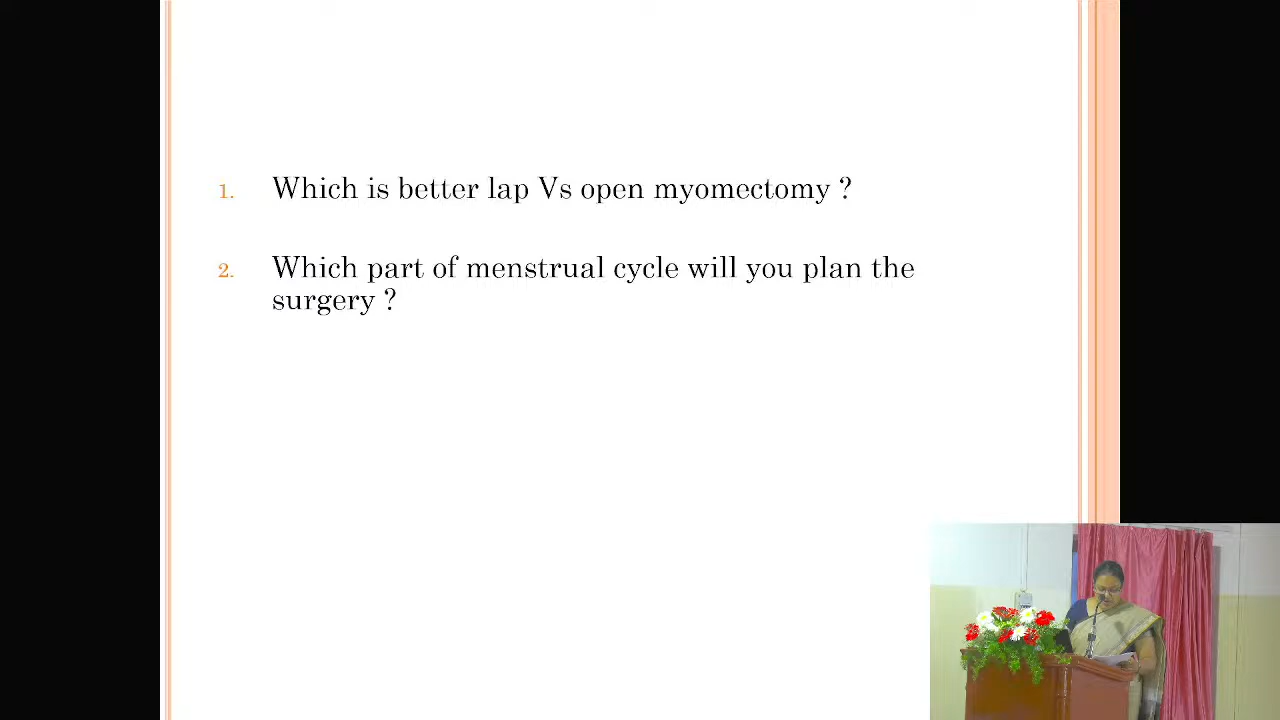 1. Which is better lap Vs open myomectomy ?
2. Which part of menstrual cycle will you plan the
surgery ?